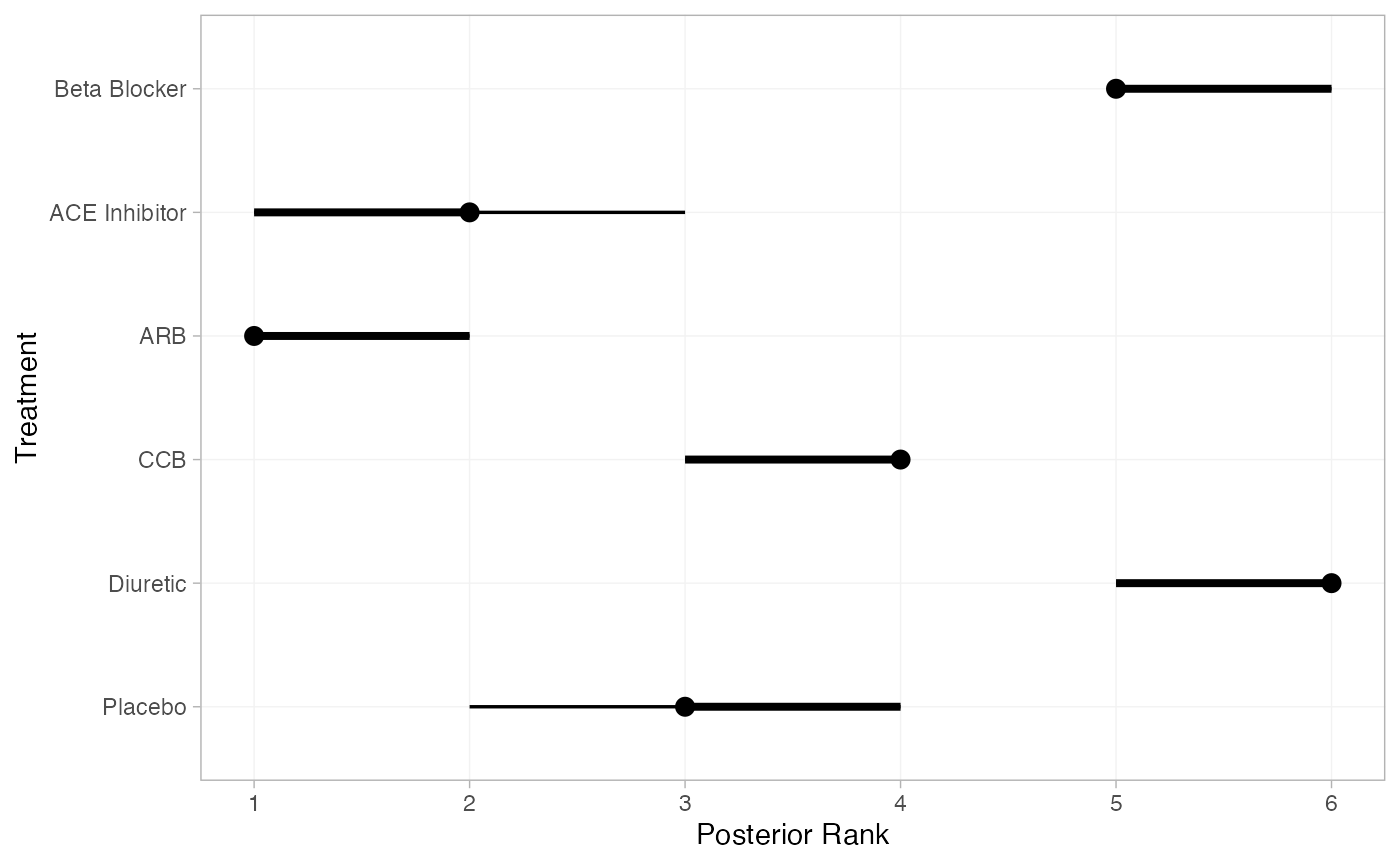 Beta Blocker
ACE Inhibitor
ARB
CCB
Diuretic
Placebo
Treatment
1 2 3 4 5 6
Posterior Rank